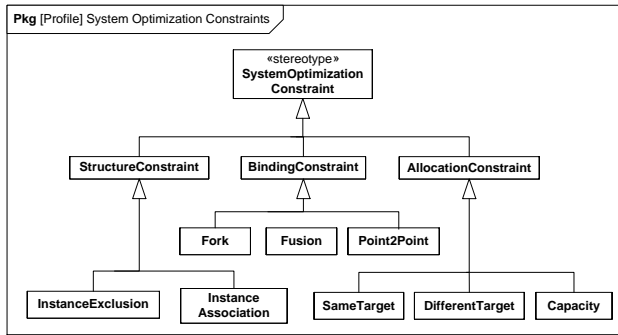 Pkg [Profile] System Optimization Constraints
«stereotype»
SystemOptimization
Constraint
StructureConstraint
BindingConstraint
AllocationConstraint
Fork
Fusion
Point2Point
InstanceExclusion
Instance
Association
SameTarget
DifferentTarget
Capacity